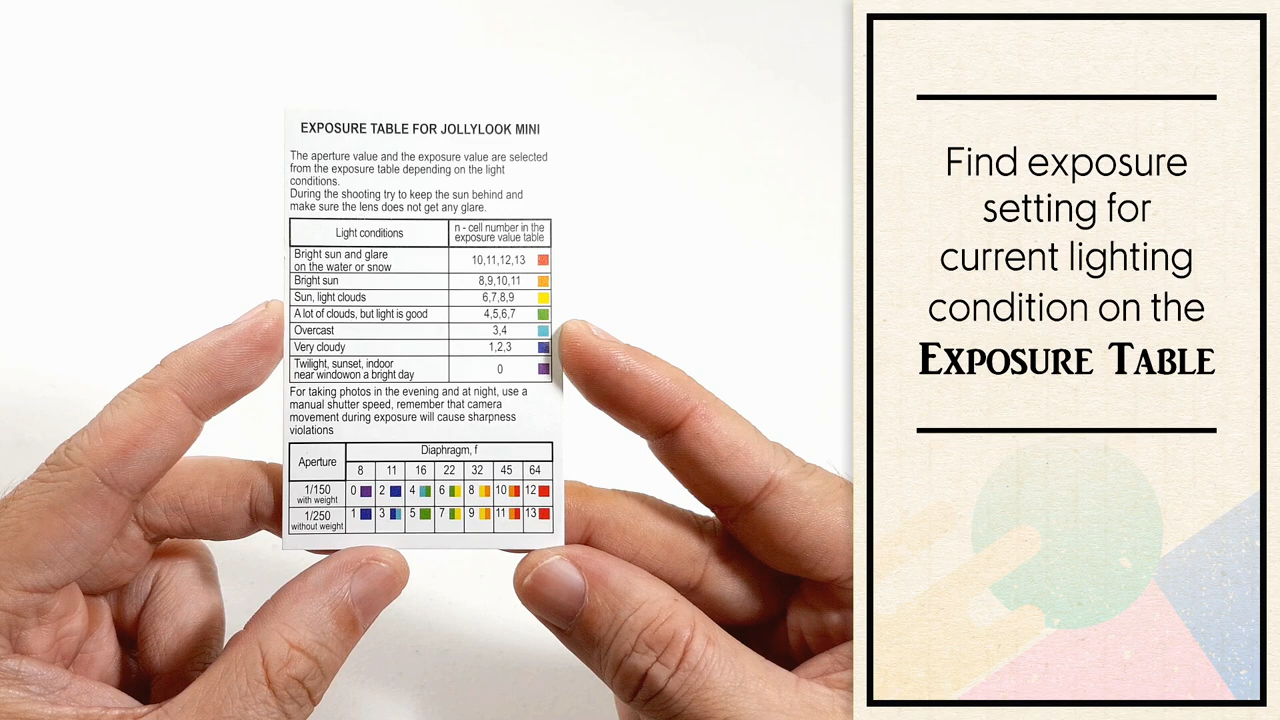 EXPOSURE TABLE FOR JOLLYLOOK MINI
The aperture value and the exposure value are selected
from the exposure table depending on the light
conditions.
During the shooting try to keep the sun behind and
make sure the lens does not get any glare.
Light conditions
n - cell number in the
exposure value table
Bright sun and glare
on the water or snow
10,11,12,13
Bright sun
8,9,10,11
Sun, light clouds
6,7,8,9
A lot of clouds, but light is good
4,5,6,7
Overcast
3,4
Very cloudy
1,2,3
Twilight, sunset, indoor
near windowon a bright day
0
For taking photos in the evening and at night, use a
manual shutter speed, remember that camera
movement during exposure will cause sharpness
violations
Aperture
Diaphragm, f
8 11 16 22 32 45 64
1/150
with weight
0 2 4 6 8 10 12
1/250
without weight
1 3 5 7 9 11 13
Find exposure
setting for
current lighting
condition on the
Exposure Table